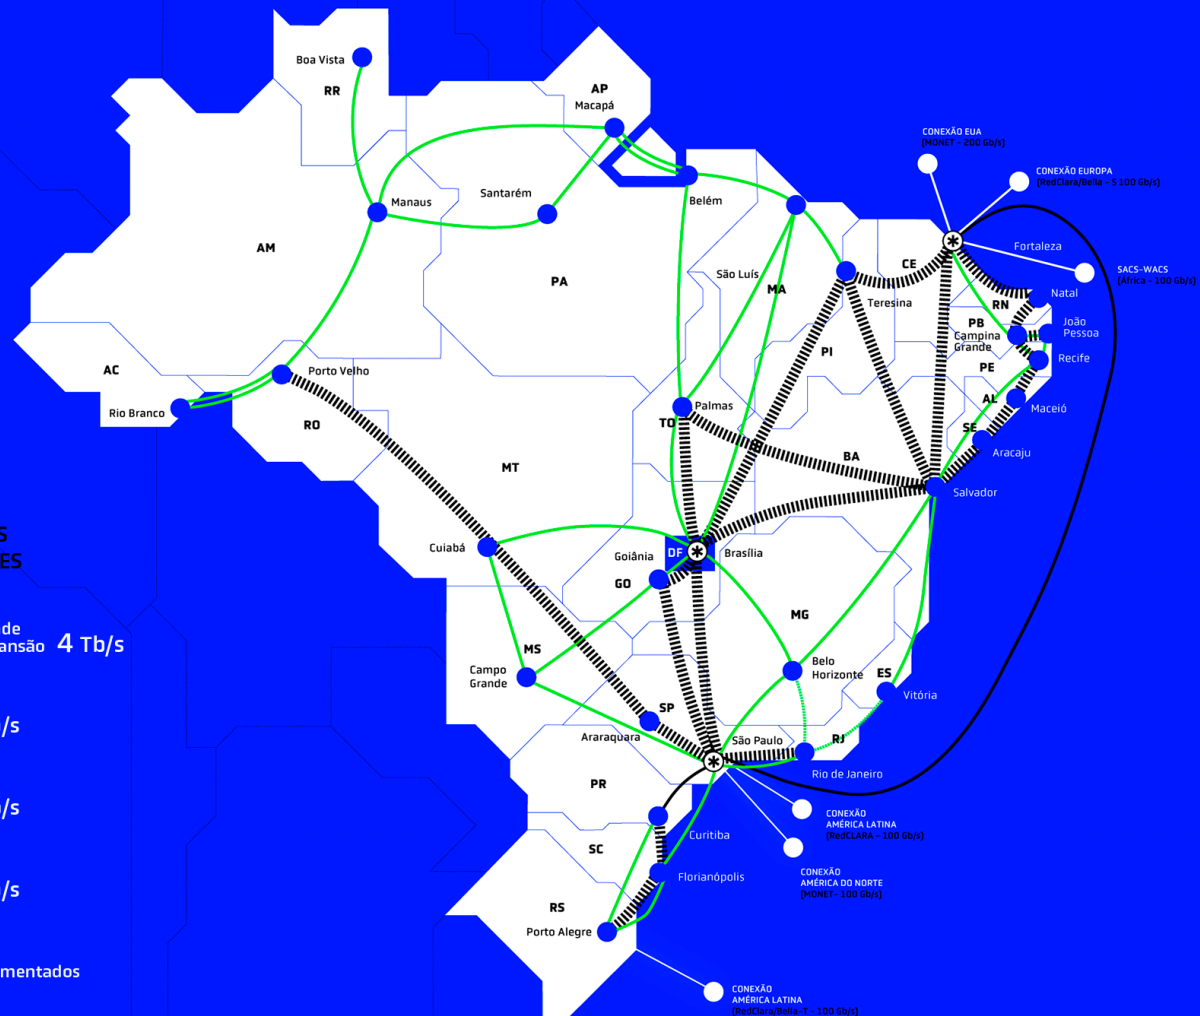 Boa Vista
RR
AP
Macapá
CONEXÃO EUA
(MONET - 200 Gb/s)
CONEXÃO EUROPA
(RedClara/Bella - S 100 Gb/s)
Santarém
Manaus
Belém
AM
Fortaleza
CE
SACS-WACS
(África - 100 Gb/s)
São Luís
PA
MA
Teresina
Natal
RN
PB
Campina
Grande
João
Pessoa
PI
Recife
AC
Porto Velho
PE
Rio Branco
Palmas
AL
Maceió
RO
TO
SE
Aracaju
MT
BA
Salvador
S
ES
Cuiabá
Goiânia
DF
Brasília
GO
de
ansão 4 Tb/s
MG
MS
Campo
Grande
Belo
Horizonte
ES
Vitória
/s
SP
Araraquara
São Paulo
RJ
Rio de Janeiro
PR
/s
CONEXÃO
AMÉRICA LATINA
(RedCLARA - 100 Gb/s)
Curitiba
SC
Florianópolis
CONEXÃO
AMÉRICA DO NORTE
(MONET- 100 Gb/s)
/s
RS
Porto Alegre
mentados
CONEXÃO
AMÉRICA LATINA
(RedClara/Bella-T - 100 Gb/s)